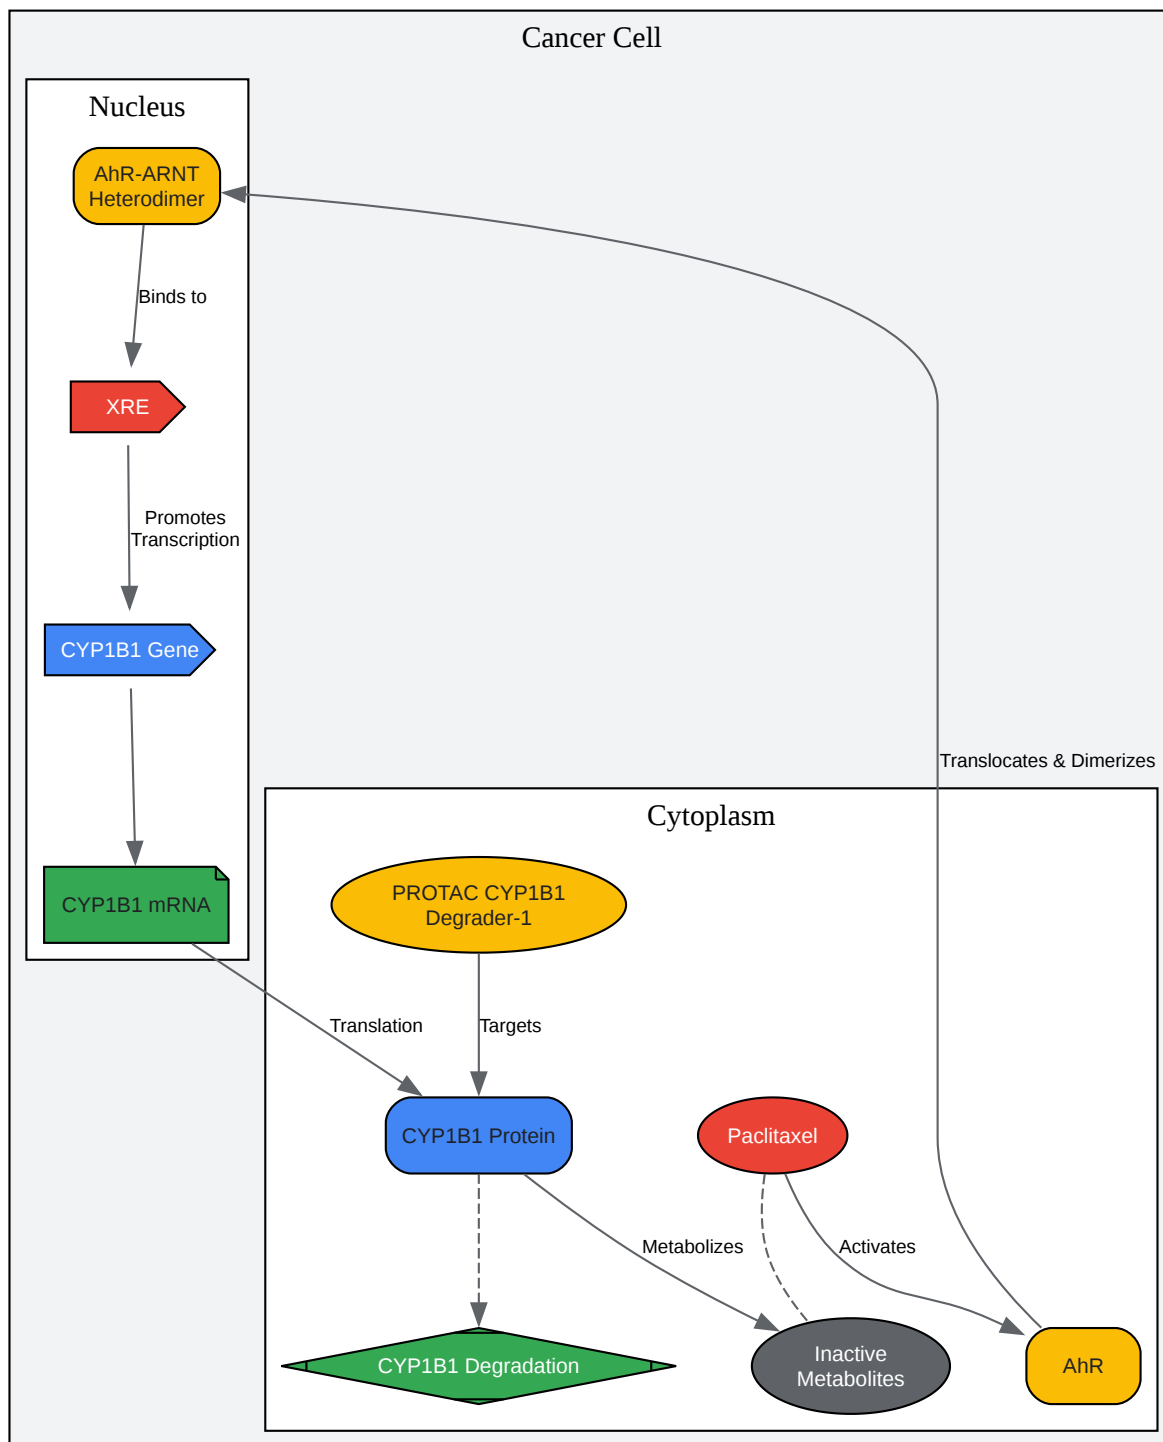 Cancer Cell
Nucleus
AhR-ARNT
Heterodimer
Binds to
XRE
Promotes
Transcription
CYP1B1 Gene
CYP1B1 mRNA
Translocates & Dimerizes
Cytoplasm
PROTAC CYP1B1
Degrader-1
Translation
Targets
CYP1B1 Protein
Paclitaxel
Metabolizes
Activates
CYP1B1 Degradation
Inactive
Metabolites
AhR